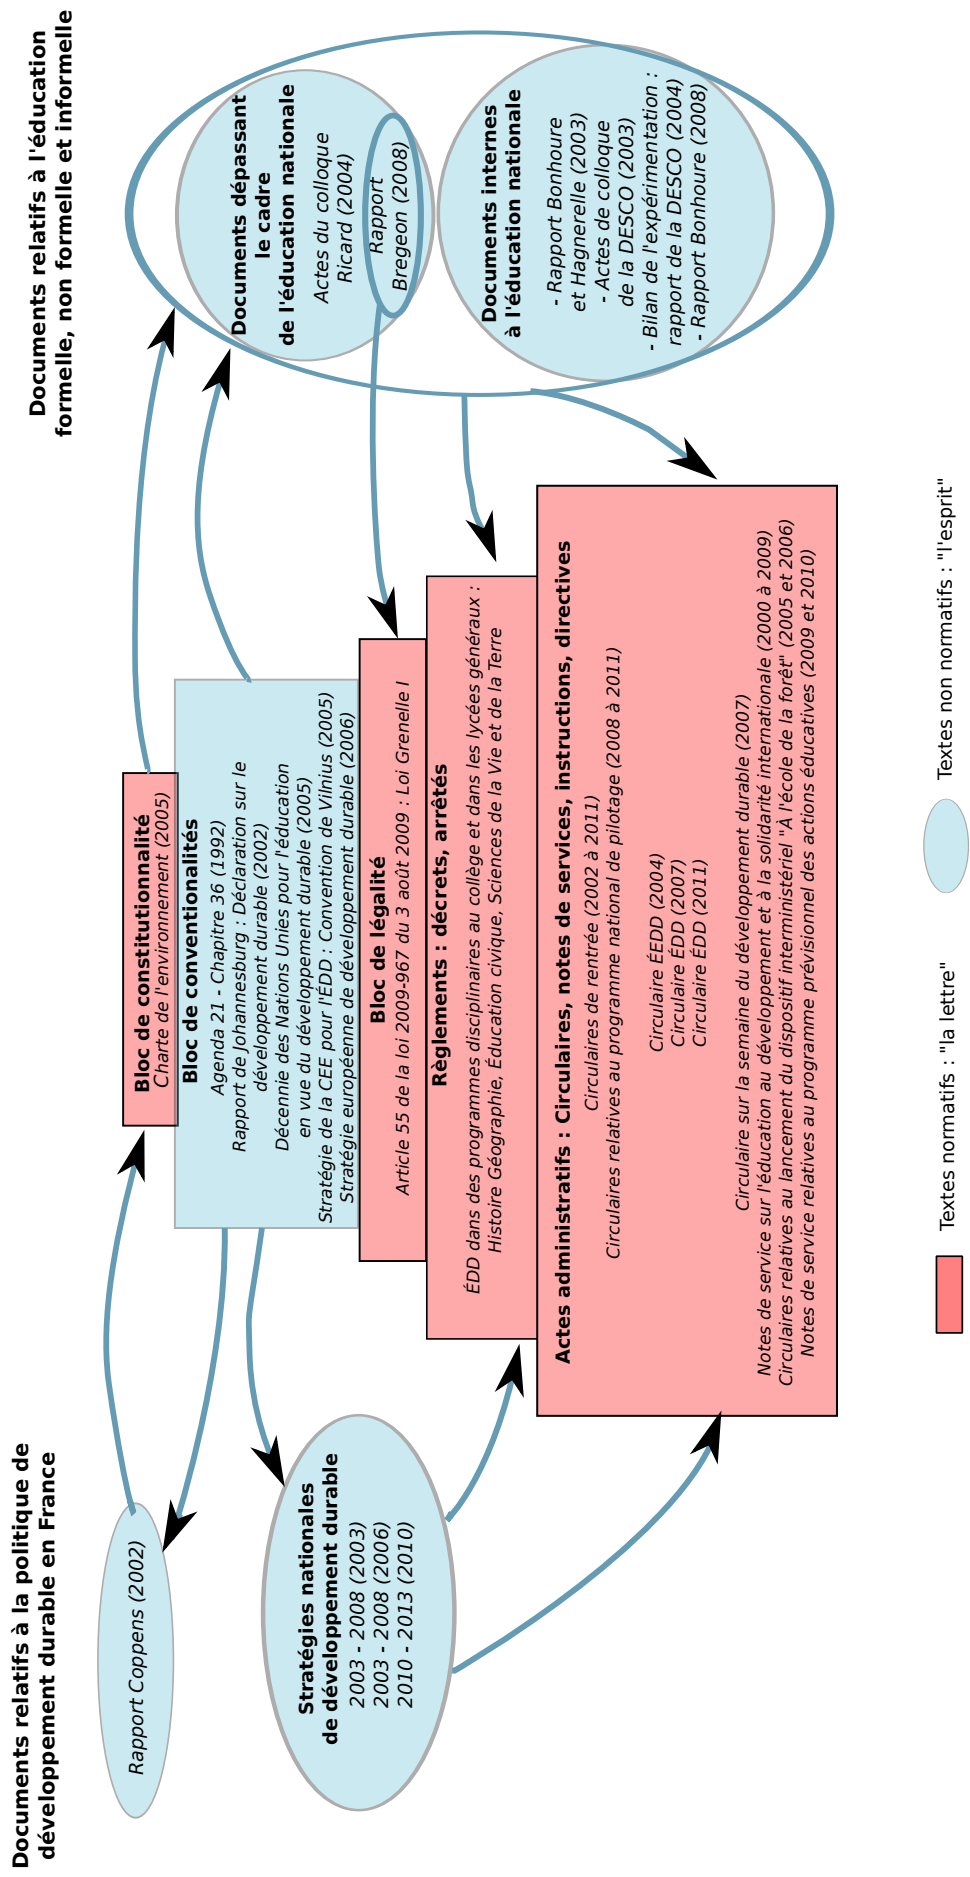 Documents relatifs à la politique de
développement durable en France
Documents relatifs à l'éducation
formelle, non formelle et informelle
Rapport Coppens (2002)
Stratégies nationales
de développement durable
2003 - 2008 (2003)
2003 - 2008 (2006)
2010 - 2013 (2010)
Bloc de constitutionnalité
Charte de l'environnement (2005)
Bloc de conventionalités
Agenda 21 - Chapitre 36 (1992)
Rapport de Johannesburg : Déclaration sur le
développement durable (2002)
Décennie des Nations Unies pour l'éducation
en vue du développement durable (2005)
Stratégie de la CEE pour l'ÉDD : Convention de Vilnius (2005)
Stratégie européenne de développement durable (2006)
Bloc de légalité
Article 55 de la loi 2009-967 du 3 août 2009 : Loi Grenelle I
Règlements : décrets, arrêtés
ÉDD dans des programmes disciplinaires au collège et dans les lycées généraux :
Histoire Géographie, Éducation civique, Sciences de la Vie et de la Terre
Actes administratifs : Circulaires, notes de services, instructions, directives
Circulaires de rentrée (2002 à 2011)
Circulaires relatives au programme national de pilotage (2008 à 2011)
Circulaire ÉEDD (2004)
Circulaire ÉDD (2007)
Circulaire ÉDD (2011)
Circulaire sur la semaine du développement durable (2007)
Notes de service sur l'éducation au développement et à la solidarité internationale (2000 à 2009)
Circulaires relatives au lancement du dispositif interministériel "À l'école de la forêt" (2005 et 2006)
Notes de service relatives au programme prévisionnel des actions éducatives (2009 et 2010)
Documents dépassant
le cadre
de l'éducation nationale
Actes du colloque
Ricard (2004)
Rapport
Bregeon (2008)
Documents internes
à l'éducation nationale
- Rapport Bonhoure
et Hagnerelle (2003)
- Actes de colloque
de la DESCO (2003)
- Bilan de l'expérimentation :
rapport de la DESCO (2004)
- Rapport Bonhoure (2008)
Textes normatifs : "la lettre"
Textes non normatifs : "l'esprit"